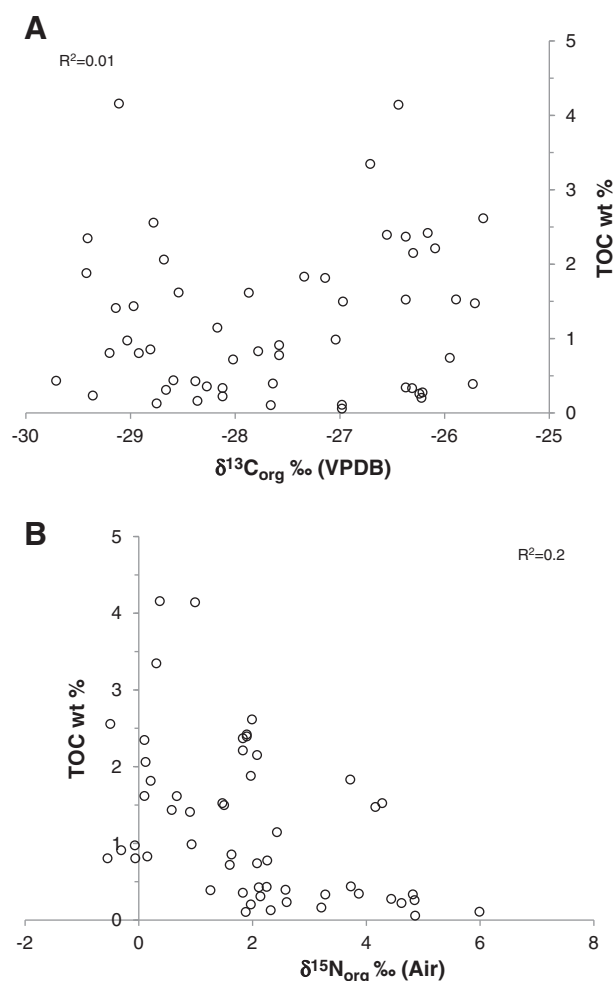 A
R²=0.01
5
4
3
2
1
0
TOC wt %
-30 -29 -28 -27 -26 -25
δ¹³Corg ‰ (VPDB)
B
R²=0.2
5
4
3
2
1
0
TOC wt %
-2 0 2 4 6 8
δ¹⁵Norg ‰ (Air)